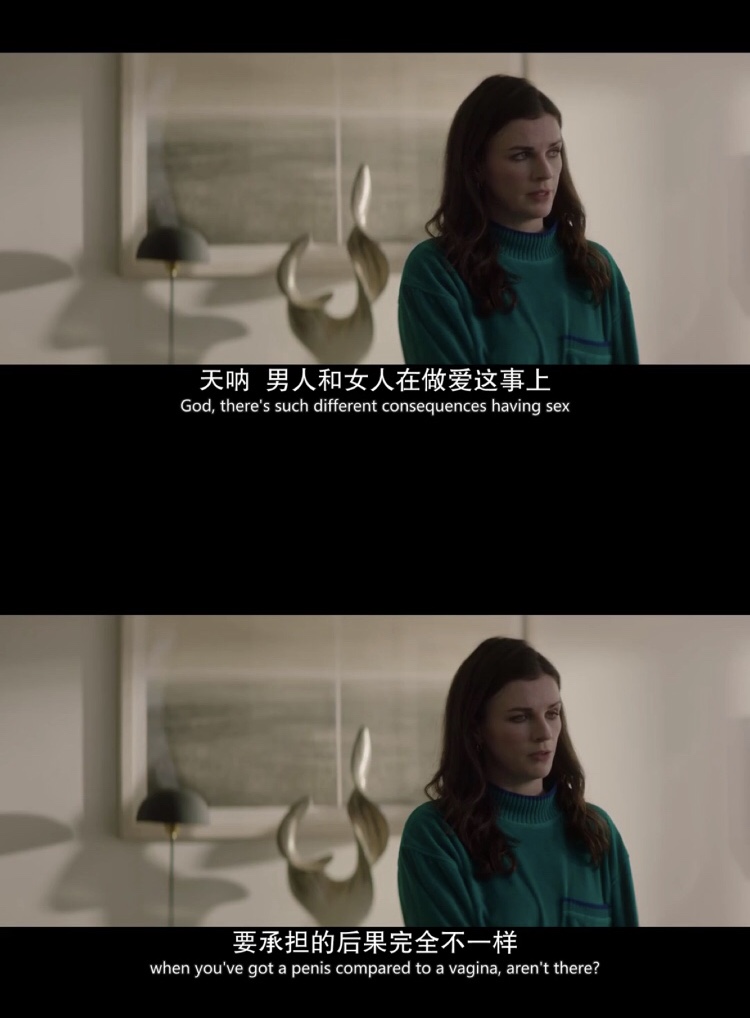 天呐 男人和女人在做爱这事上
God, there's such different consequences having sex
要承担的后果完全不一样
when you've got a penis compared to a vagina, aren't there?